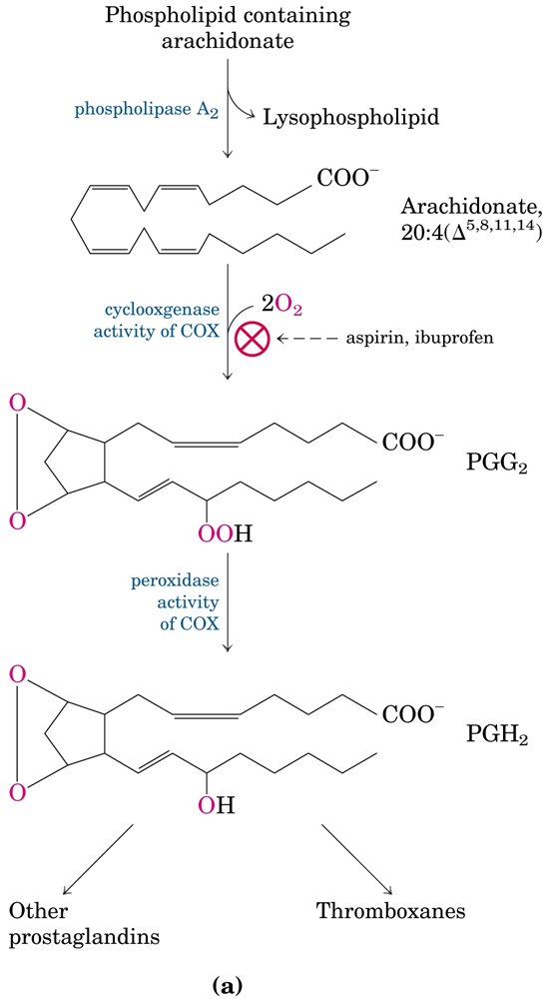 Phospholipid containing
arachidonate
phospholipase A₂
Lysophospholipid
COO⁻
Arachidonate,
20:4(Δ⁵,⁸,¹¹,¹⁴)
cyclooxgenase
activity of COX
2O₂
aspirin, ibuprofen
O
COO⁻
PGG₂
O
OOH
peroxidase
activity
of COX
O
COO⁻
PGH₂
O
OH
Other
prostaglandins
Thromboxanes
(a)